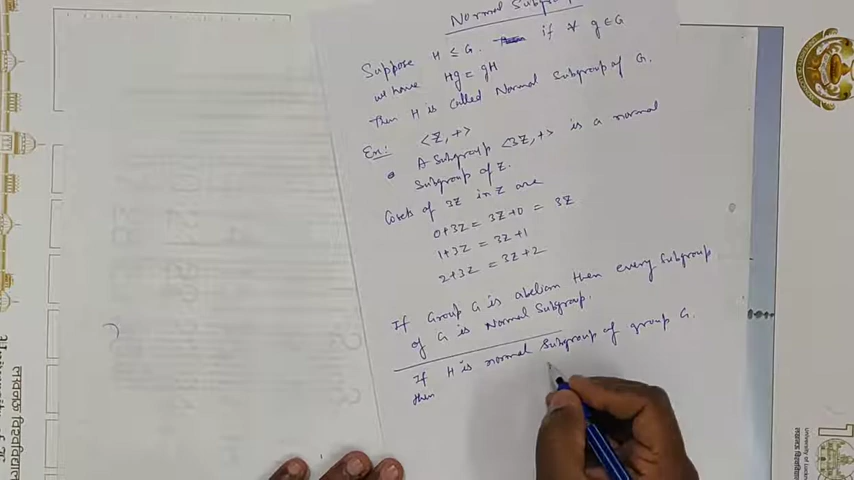 Normal Subgroup
Suppose H ≤ G. if ∀ g ∈ G
we have Hg = gH
Then H is called Normal Subgroup of G.
Ex: <Z, +>
• A Subgroup <3Z, +> is a normal
Subgroup of Z.
Cosets of 3Z in Z are
0+3Z = 3Z+0 = 3Z
1+3Z = 3Z+1
2+3Z = 3Z+2
If Group G is abelian then every Subgroup
of G is Normal Subgroup.
If H is normal Subgroup of group G.
then
लखनऊ विश्वविद्यालय